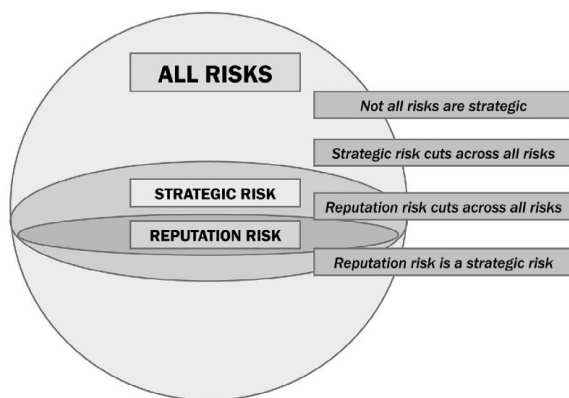 ALL RISKS
Not all risks are strategic
Strategic risk cuts across all risks
STRATEGIC RISK
Reputation risk cuts across all risks
REPUTATION RISK
Reputation risk is a strategic risk